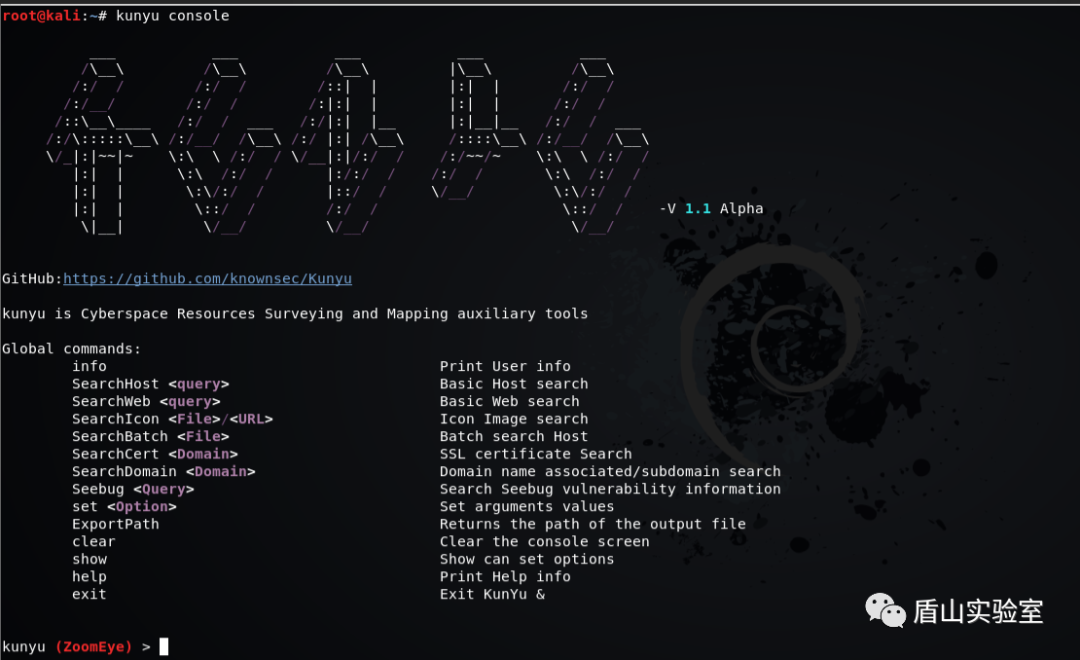 root@kali:~# kunyu console
-V 1.1 Alpha
GitHub:https://github.com/knownsec/Kunyu
kunyu is Cyberspace Resources Surveying and Mapping auxiliary tools
Global commands:
info Print User info
SearchHost <query> Basic Host search
SearchWeb <query> Basic Web search
SearchIcon <File>/<URL> Icon Image search
SearchBatch <File> Batch search Host
SearchCert <Domain> SSL certificate Search
SearchDomain <Domain> Domain name associated/subdomain search
Seebug <Query> Search Seebug vulnerability information
set <Option> Set arguments values
ExportPath Returns the path of the output file
clear Clear the console screen
show Show can set options
help Print Help info
exit Exit KunYu &
盾山实验室
kunyu (ZoomEye) >